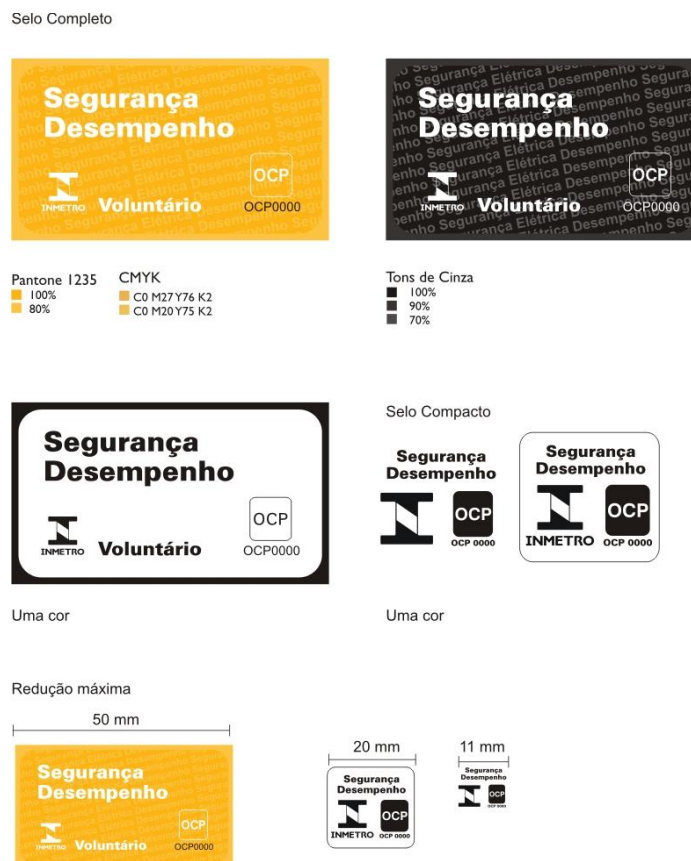 Selo Completo
Segurança
Desempenho
INMETRO
Voluntário
OCP
OCP0000
Segurança
Desempenho
INMETRO
Voluntário
OCP
OCP0000
Pantone 1235
100%
80%
CMYK
C0 M27 Y76 K2
C0 M20 Y75 K2
Tons de Cinza
100%
90%
70%
Segurança
Desempenho
INMETRO
Voluntário
OCP
OCP0000
Uma cor
Selo Compacto
Segurança
Desempenho
OCP
OCP 0000
Segurança
Desempenho
INMETRO
OCP
OCP 0000
Uma cor
Redução máxima
50 mm
Segurança
Desempenho
INMETRO
Voluntário
OCP
OCP0000
20 mm
Segurança
Desempenho
INMETRO
OCP
OCP 0000
11 mm
Segurança
Desempenho
OCP
OCP 0000